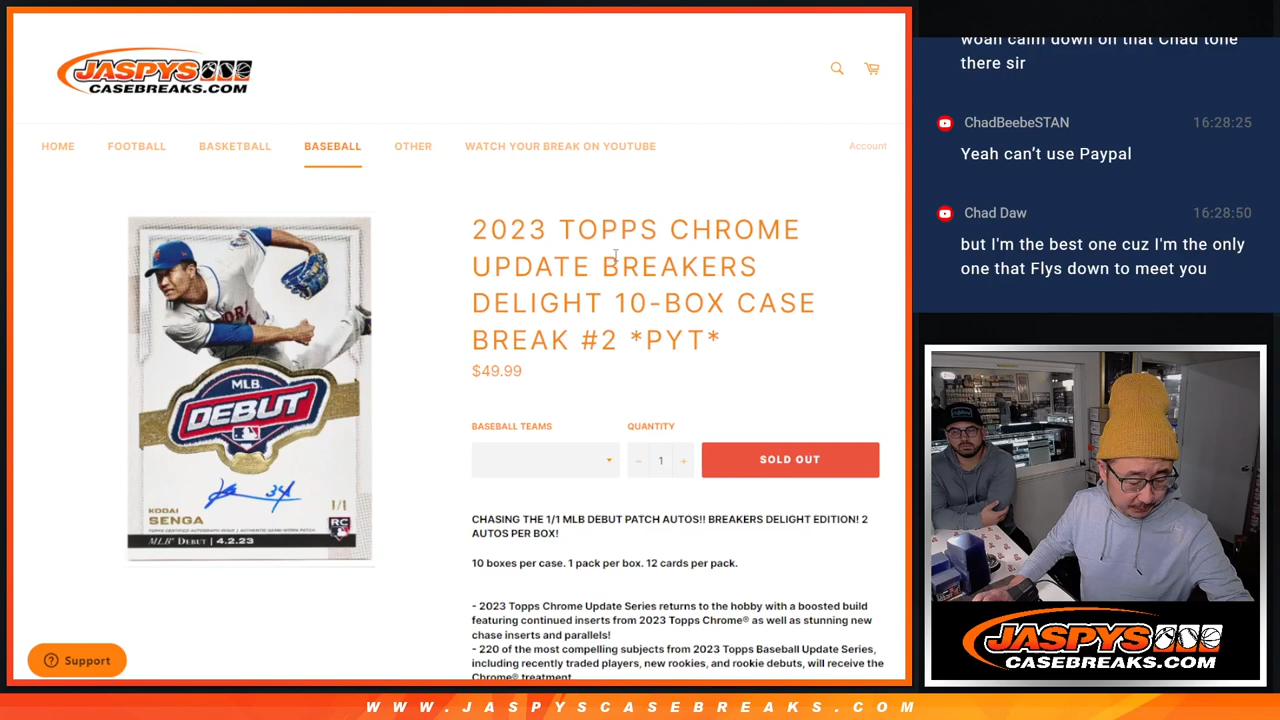 JASPYS
CASEBREAKS.COM
HOME
FOOTBALL
BASKETBALL
BASEBALL
OTHER
WATCH YOUR BREAK ON YOUTUBE
Account
MLB
DEBUT
34
1/1
KODAI
SENGA
RC
MLB® DEBUT | 4.2.23
2023 TOPPS CHROME
UPDATE BREAKERS
DELIGHT 10-BOX CASE
BREAK #2 *PYT*
$49.99
BASEBALL TEAMS
QUANTITY
− 1 +
SOLD OUT
CHASING THE 1/1 MLB DEBUT PATCH AUTOS!! BREAKERS DELIGHT EDITION! 2
AUTOS PER BOX!
10 boxes per case. 1 pack per box. 12 cards per pack.
- 2023 Topps Chrome Update Series returns to the hobby with a boosted build
featuring continued inserts from 2023 Topps Chrome® as well as stunning new
chase inserts and parallels!
- 220 of the most compelling subjects from 2023 Topps Baseball Update Series,
including recently traded players, new rookies, and rookie debuts, will receive the
Chrome® treatment
Support
woah calm down on that Chad tone
there sir
ChadBeebeSTAN 16:28:25
Yeah can’t use Paypal
Chad Daw 16:28:50
but I'm the best one cuz I'm the only
one that Flys down to meet you
JASPYS
CASEBREAKS.COM
WWW.JASPYSCASEBREAKS.COM